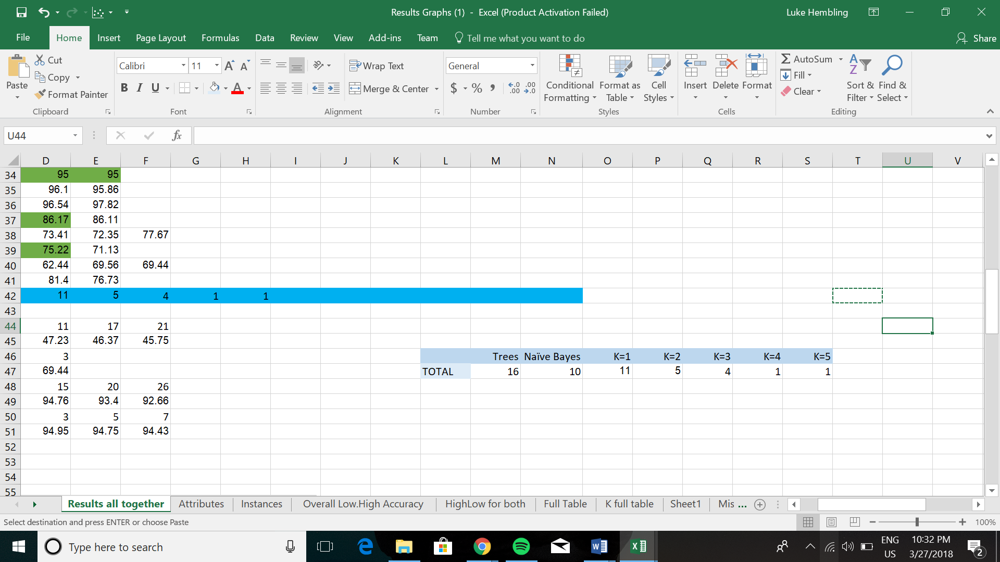 Results Graphs (1) - Excel (Product Activation Failed)
Luke Hembling
File Home Insert Page Layout Formulas Data Review View Add-ins Team Tell me what you want to do Share
Paste
Cut
Copy
Format Painter
Clipboard
Calibri 11 A A
B I U A
Font
Wrap Text
Merge & Center
Alignment
General
$ % , .0 .00 .00 .0
Number
Conditional Formatting
Format as Table
Cell Styles
Styles
Insert Delete Format
Cells
AutoSum
Fill
Clear
Sort & Filter
Find & Select
Editing
U44 fx
D E F G H I J K L M N O P Q R S T U V
34 95 95
35 96.1 95.86
36 96.54 97.82
37 86.17 86.11
38 73.41 72.35 77.67
39 75.22 71.13
40 62.44 69.56 69.44
41 81.4 76.73
42 11 5 4 1 1
43
44 11 17 21
45 47.23 46.37 45.75
46 3 Trees Naïve Bayes K=1 K=2 K=3 K=4 K=5
47 69.44 TOTAL 16 10 11 5 4 1 1
48 15 20 26
49 94.76 93.4 92.66
50 3 5 7
51 94.95 94.75 94.43
52
53
54
55
Results all together Attributes Instances Overall Low.High Accuracy HighLow for both Full Table K full table Sheet1 Mis ...
Select destination and press ENTER or choose Paste
100%
Type here to search
ENG
US
10:32 PM
3/27/2018
2